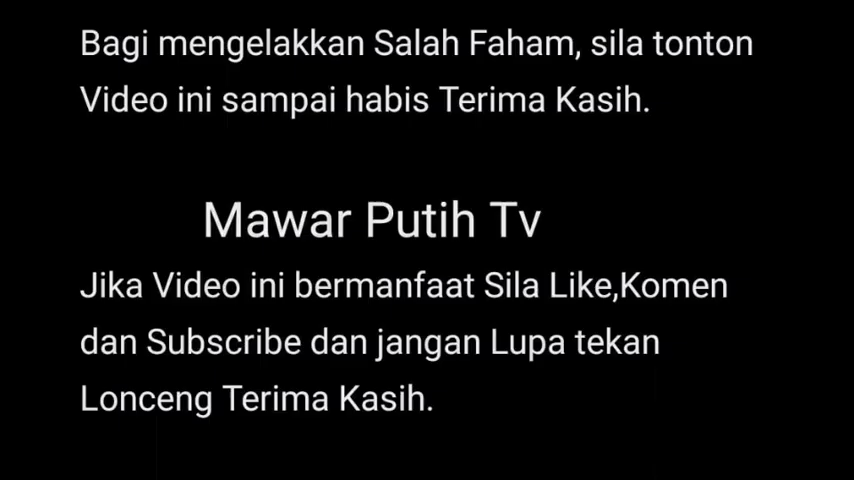 Bagi mengelakkan Salah Faham, sila tonton
Video ini sampai habis Terima Kasih.
Mawar Putih Tv
Jika Video ini bermanfaat Sila Like,Komen
dan Subscribe dan jangan Lupa tekan
Lonceng Terima Kasih.